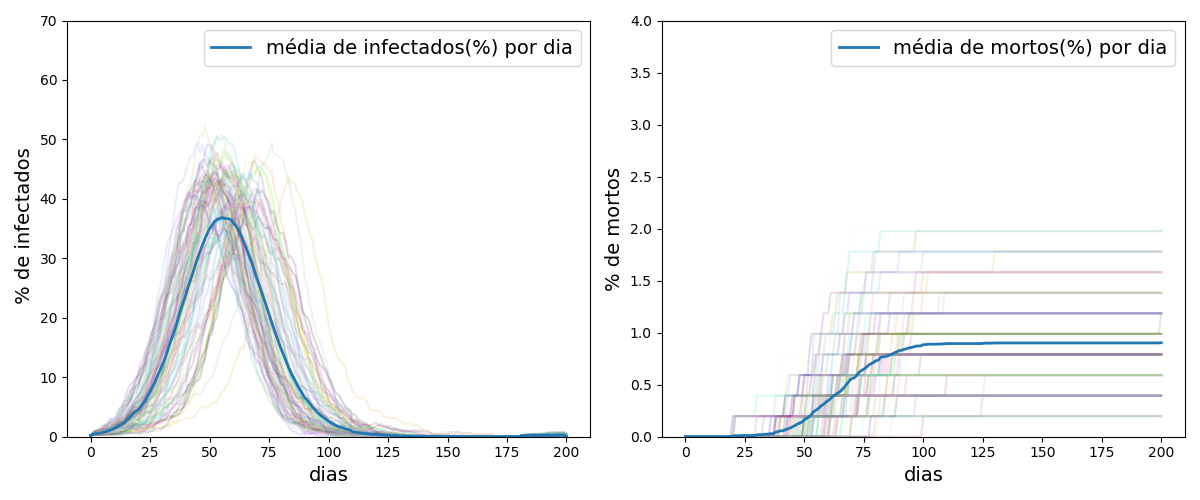 70
60
50
40
30
20
10
0
% de infectados
média de infectados(%) por dia
0 25 50 75 100 125 150 175 200
dias
4.0
3.5
3.0
2.5
2.0
1.5
1.0
0.5
0.0
% de mortos
média de mortos(%) por dia
0 25 50 75 100 125 150 175 200
dias